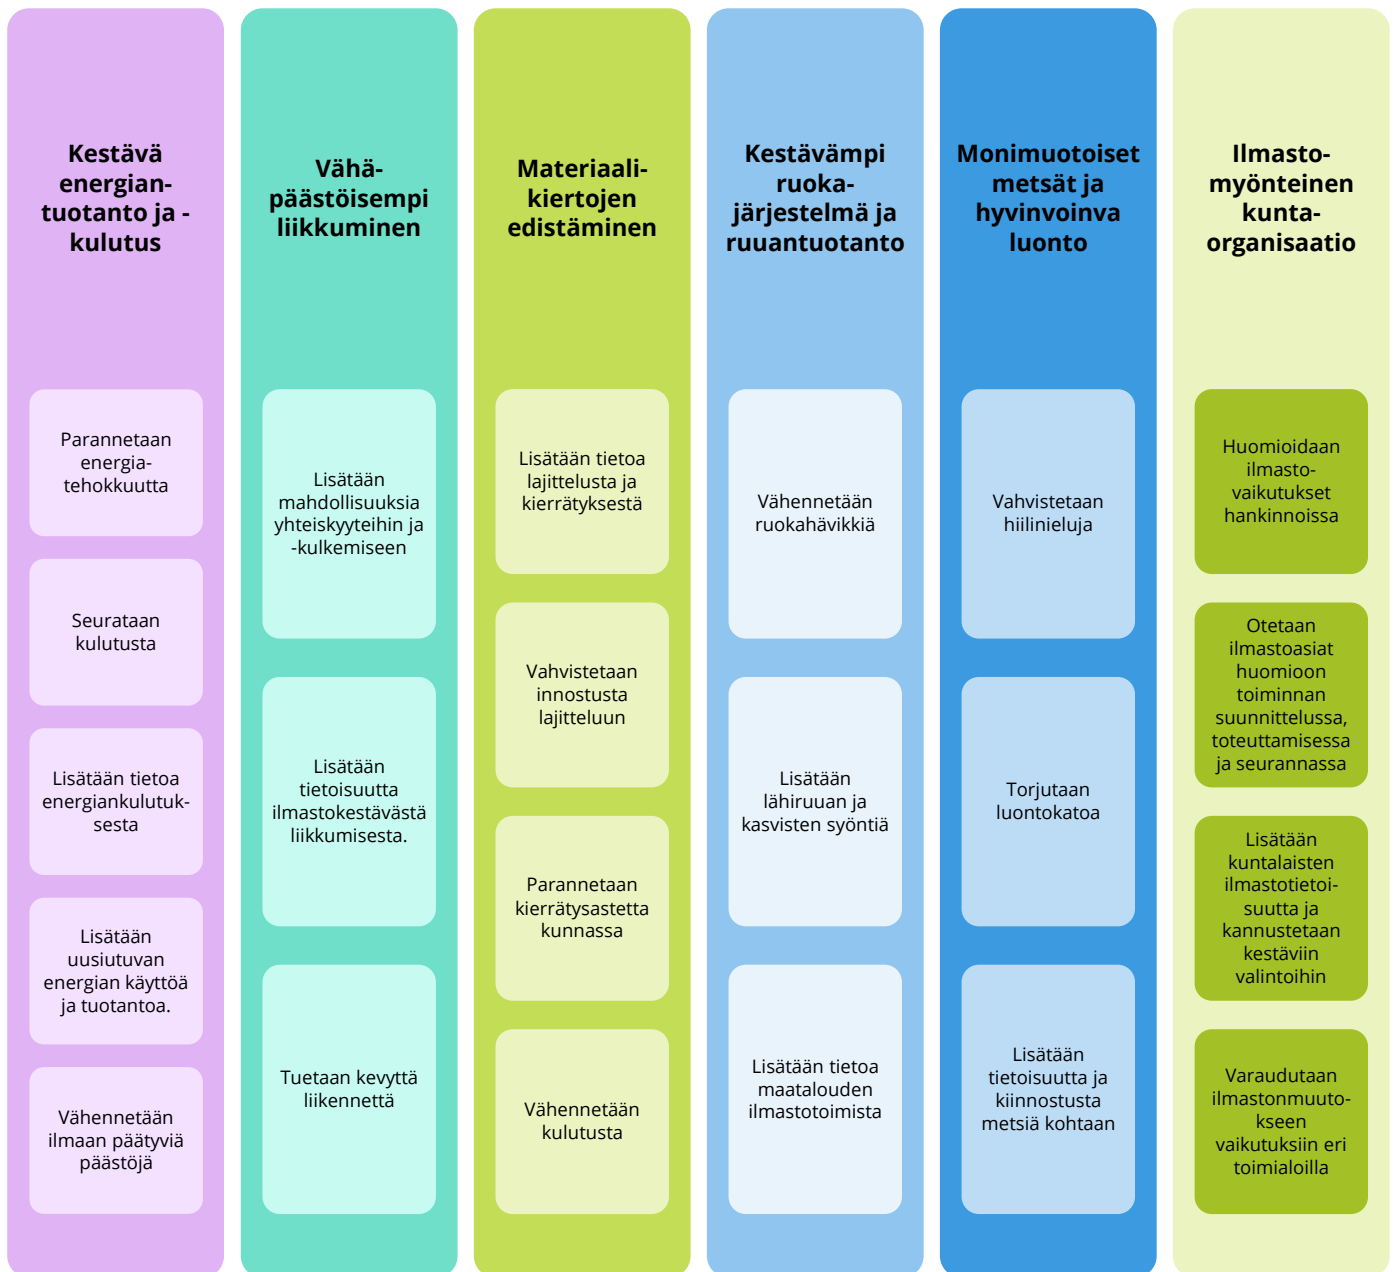 Kestävä
energian-
tuotanto ja -
kulutus
Parannetaan
energia-
tehokkuutta
Seurataan
kulutusta
Lisätään tietoa
energiankulutuk-
sesta
Lisätään
uusiutuvan
energian käyttöä
ja tuotantoa.
Vähennetään
ilmaan päätyviä
päästöjä
Vähä-
päästöisempi
liikkuminen
Lisätään
mahdollisuuksia
yhteiskyyteihin ja
-kulkemiseen
Lisätään
tietoisuutta
ilmastokestävästä
liikkumisesta.
Tuetaan kevyttä
liikennettä
Materiaali-
kiertojen
edistäminen
Lisätään tietoa
lajittelusta ja
kierrätyksestä
Vahvistetaan
innostusta
lajitteluun
Parannetaan
kierrätysastetta
kunnassa
Vähennetään
kulutusta
Kestävämpi
ruoka-
järjestelmä ja
ruuantuotanto
Vähennetään
ruokahävikkiä
Lisätään
lähiruuan ja
kasvisten syöntiä
Lisätään tietoa
maatalouden
ilmastotoimista
Monimuotoiset
metsät ja
hyvinvoinva
luonto
Vahvistetaan
hiilinieluja
Torjutaan
luontokatoa
Lisätään
tietoisuutta ja
kiinnostusta
metsiä kohtaan
Ilmasto-
myönteinen
kunta-
organisaatio
Huomioidaan
ilmasto-
vaikutukset
hankinnoissa
Otetaan
ilmastoasiat
huomioon
toiminnan
suunnittelussa,
toteuttamisessa
ja seurannassa
Lisätään
kuntalaisten
ilmastotietoi-
suutta ja
kannustetaan
kestäviin
valintoihin
Varaudutaan
ilmastonmuuto-
kseen
vaikutuksiin eri
toimialoilla